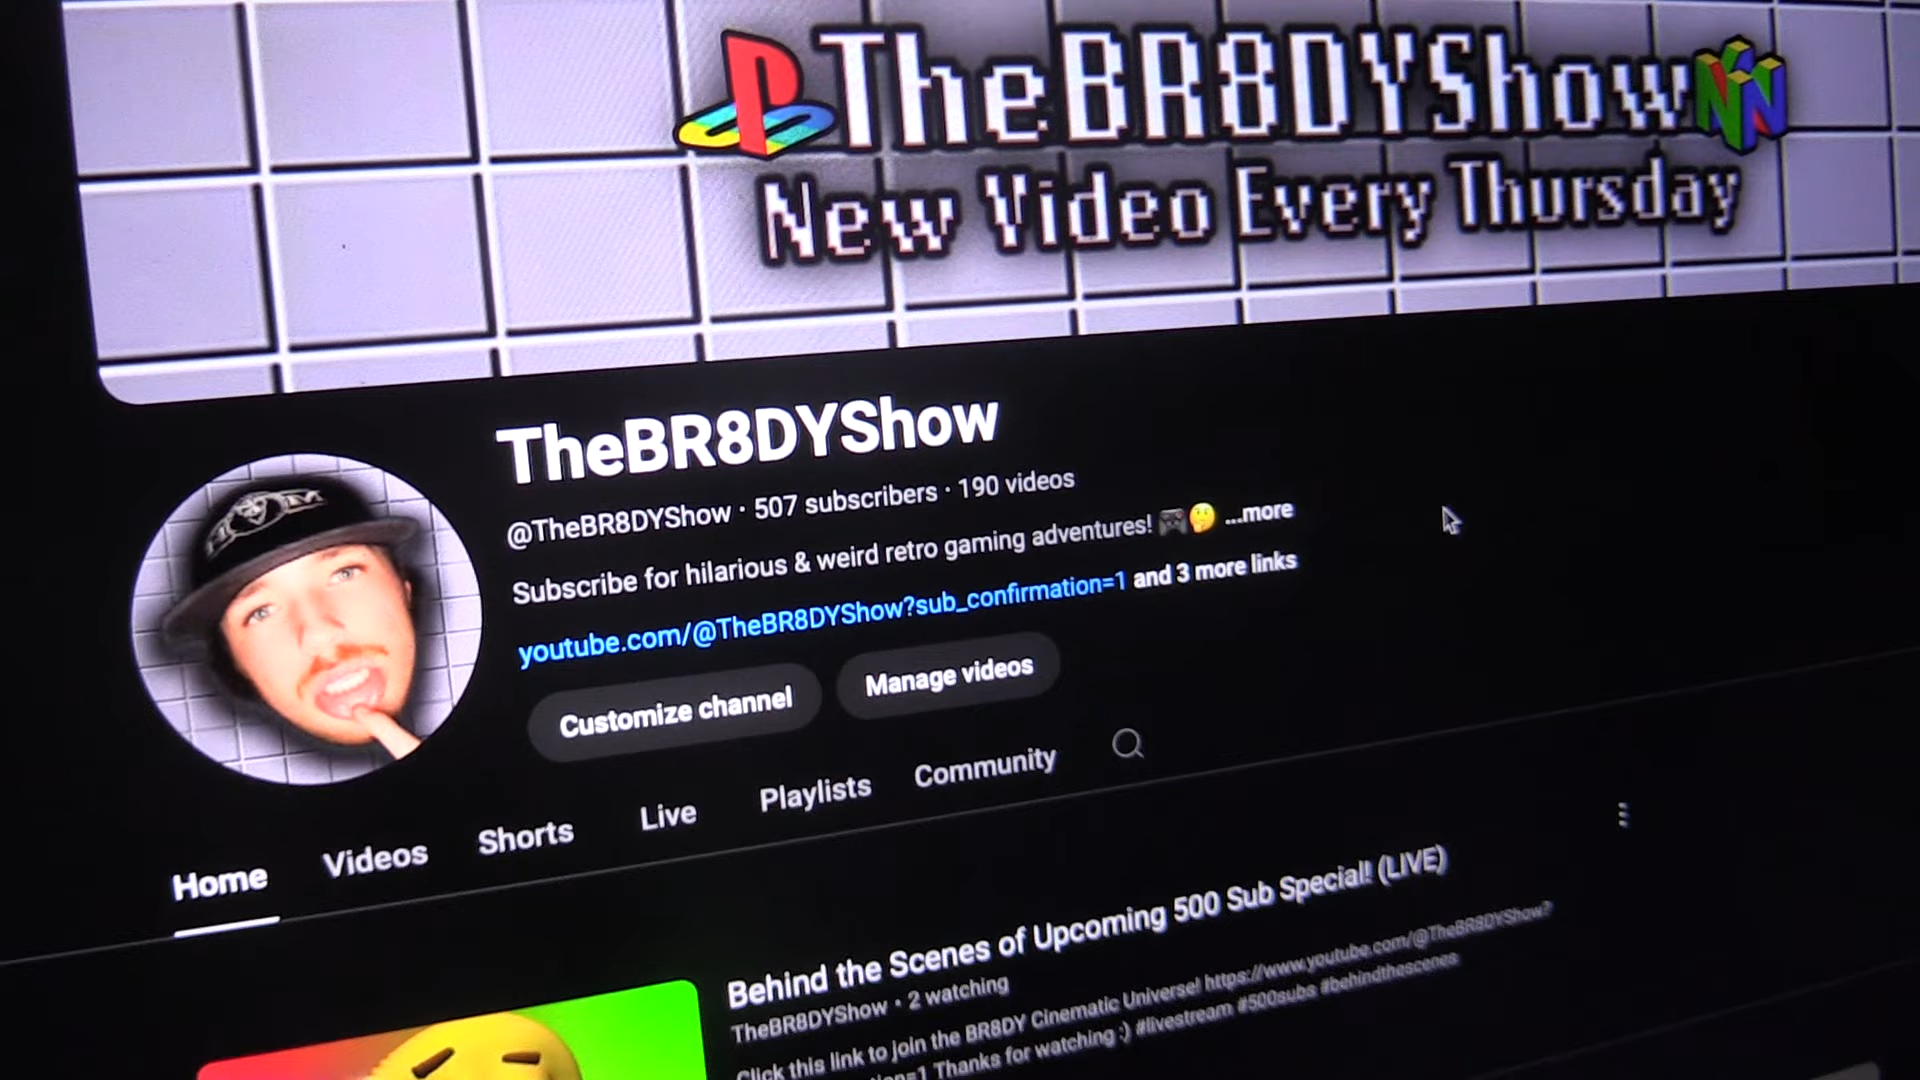 TheBR8DYShow
New Video Every Thursday
TheBR8DYShow
@TheBR8DYShow · 507 subscribers · 190 videos
Subscribe for hilarious & weird retro gaming adventures! 🎮🤔 ...more
youtube.com/@TheBR8DYShow?sub_confirmation=1 and 3 more links
Customize channel
Manage videos
Home
Videos
Shorts
Live
Playlists
Community
Behind the Scenes of Upcoming 500 Sub Special! (LIVE)
TheBR8DYShow • 2 watching
Click this link to join the BR8DY Cinematic Universe! https://www.youtube.com/@TheBR8DYShow?
=1 Thanks for watching :) #livestream #500subs #behindthescenes